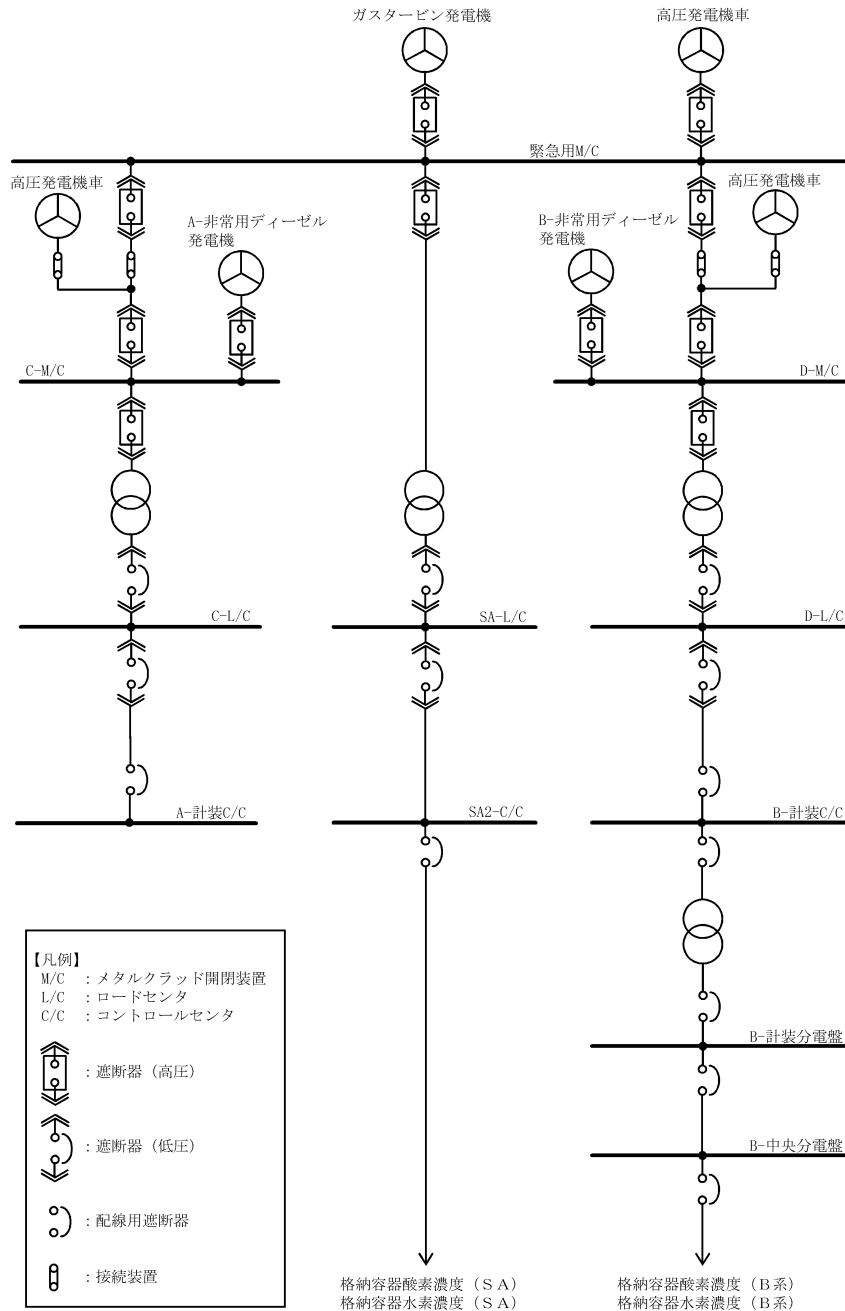 ガスタービン発電機
高圧発電機車
緊急用M/C
高圧発電機車
高圧発電機車
A-非常用ディーゼル
発電機
B-非常用ディーゼル
発電機
C-M/C
D-M/C
C-L/C
SA-L/C
D-L/C
A-計装C/C
SA2-C/C
B-計装C/C
【凡例】
M/C :メタルクラッド開閉装置
L/C :ロードセンタ
C/C :コントロールセンタ
:遮断器(高圧)
:遮断器(低圧)
:配線用遮断器
:接続装置
B-計装分電盤
B-中央分電盤
格納容器酸素濃度(SA)
格納容器水素濃度(SA)
格納容器酸素濃度(B系)
格納容器水素濃度(B系)